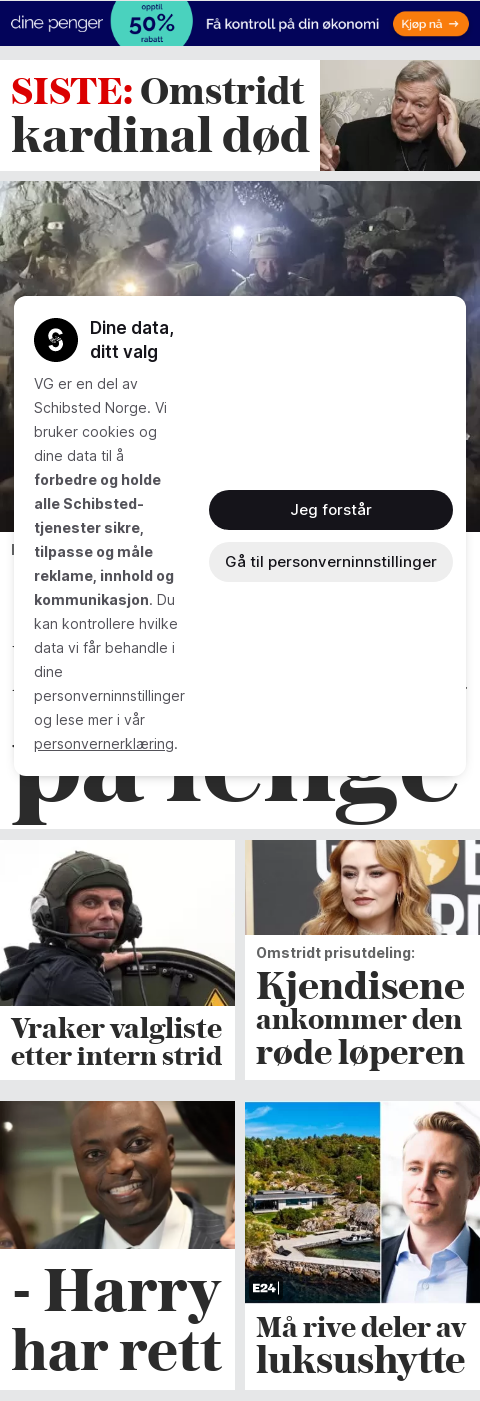 dine penger
opptil
50%
rabatt
Få kontroll på din økonomi
Kjøp nå →
SISTE: Omstridt
kardinal død
Dine data,
ditt valg
VG er en del av
Schibsted Norge. Vi
bruker cookies og
dine data til å
forbedre og holde
alle Schibsted-
tjenester sikre,
tilpasse og måle
reklame, innhold og
kommunikasjon. Du
kan kontrollere hvilke
data vi får behandle i
dine
personverninnstillinger
og lese mer i vår
personvernerklæring.
Jeg forstår
Gå til personverninnstillinger
på lenge
Vraker valgliste
etter intern strid
Omstridt prisutdeling:
Kjendisene
ankommer den
røde løperen
- Harry
har rett
E24
Må rive deler av
luksushytte